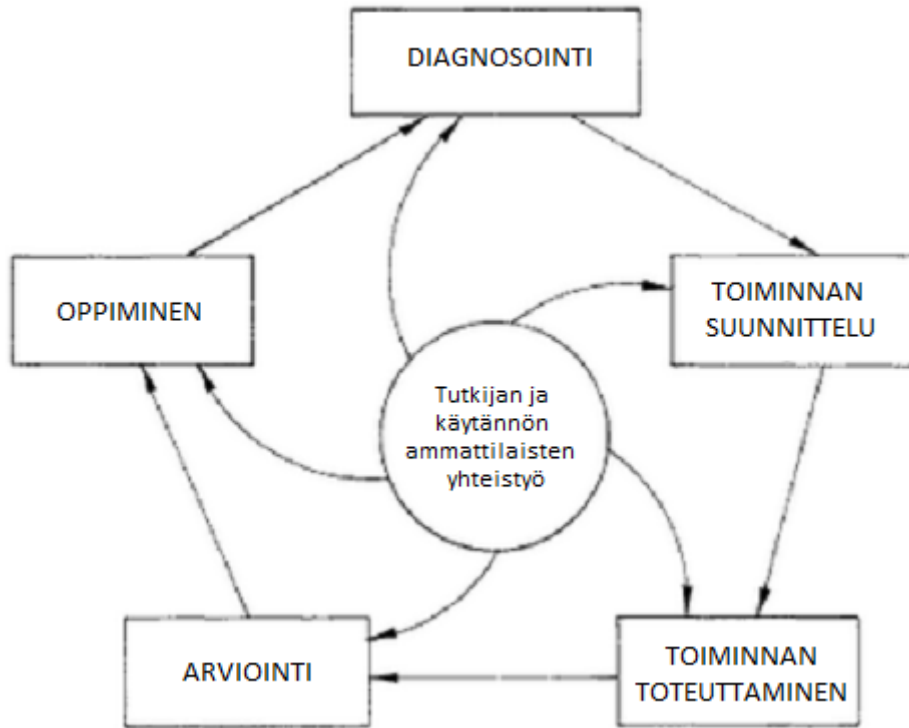 DIAGNOSOINTI
TOIMINNAN
SUUNNITTELU
OPPIMINEN
Tutkijan ja
käytännön
ammattilaisten
yhteistyö
ARVIOINTI
TOIMINNAN
TOTEUTTAMINEN